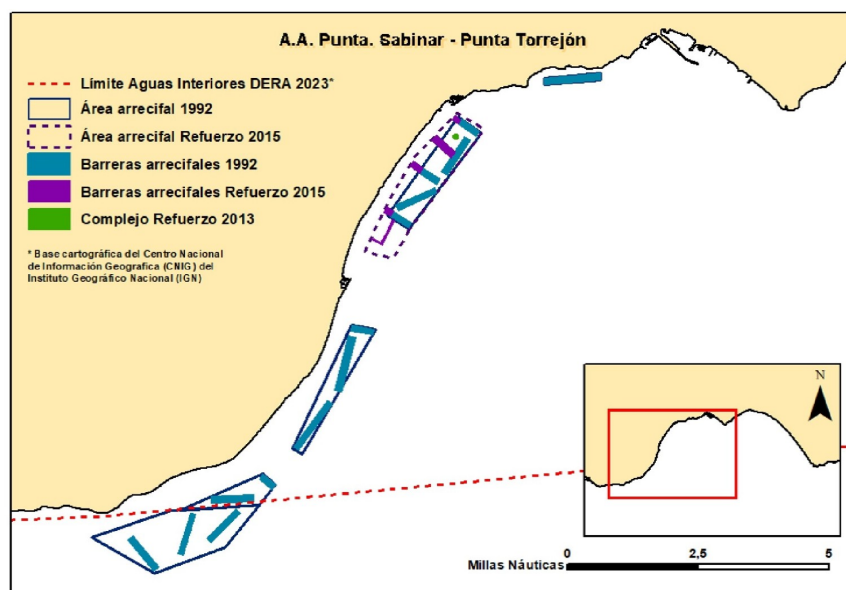 A.A. Punta. Sabinar - Punta Torrejón
Límite Aguas Interiores DERA 2023*
Área arrecifal 1992
Área arrecifal Refuerzo 2015
Barreras arrecifales 1992
Barreras arrecifales Refuerzo 2015
Complejo Refuerzo 2013
* Base cartográfica del Centro Nacional
de Información Geografica (CNIG) del
Instituto Geográfico Nacional (IGN)
N
0 2,5 5
Millas Náuticas